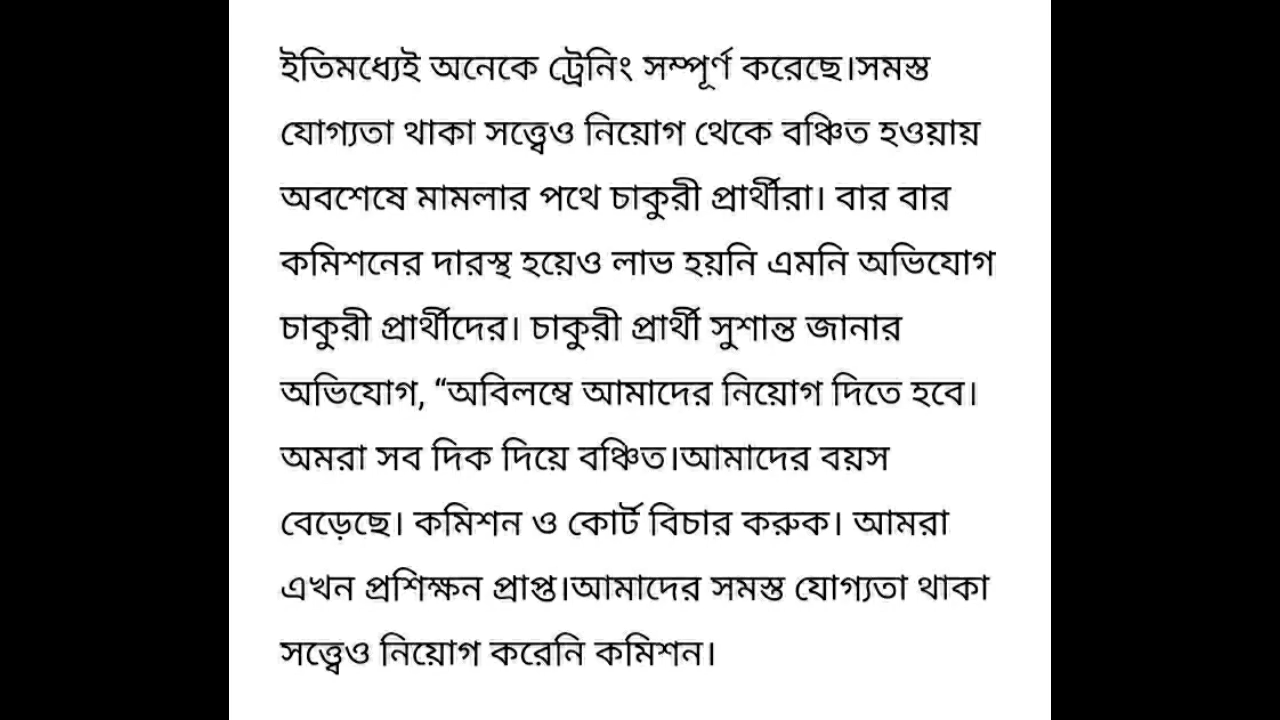 ইতিমধ্যেই অনেকে ট্রেনিং সম্পূর্ণ করেছে।সমস্ত
যোগ্যতা থাকা সত্ত্বেও নিয়োগ থেকে বঞ্চিত হওয়ায়
অবশেষে মামলার পথে চাকুরী প্রার্থীরা। বার বার
কমিশনের দারস্থ হয়েও লাভ হয়নি এমনি অভিযোগ
চাকুরী প্রার্থীদের। চাকুরী প্রার্থী সুশান্ত জানার
অভিযোগ, “অবিলম্বে আমাদের নিয়োগ দিতে হবে।
অমরা সব দিক দিয়ে বঞ্চিত।আমাদের বয়স
বেড়েছে। কমিশন ও কোর্ট বিচার করুক। আমরা
এখন প্রশিক্ষন প্রাপ্ত।আমাদের সমস্ত যোগ্যতা থাকা
সত্ত্বেও নিয়োগ করেনি কমিশন।